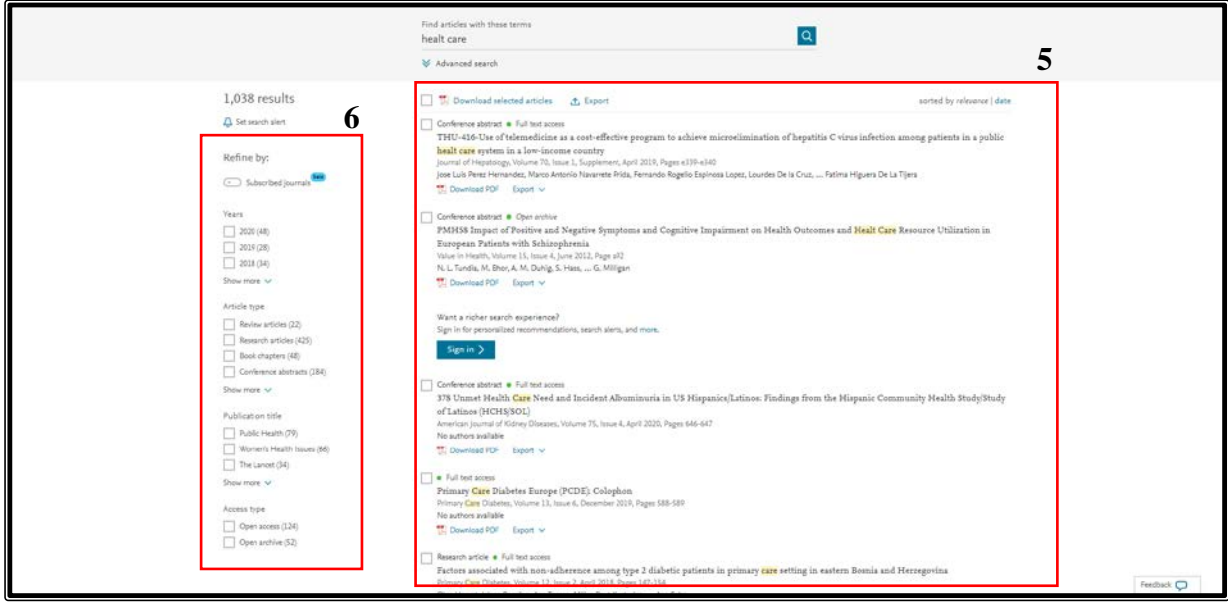 Find articles with these terms
healt care
Advanced search
5
1,038 results
Set search alert
6
Refine by:
Subscribed journals
Years
2020 (48)
2019 (28)
2018 (34)
Show more
Article type
Review articles (22)
Research articles (425)
Book chapters (48)
Conference abstracts (184)
Show more
Publication title
Public Health (79)
Women's Health Issues (66)
The Lancet (34)
Show more
Access type
Open access (124)
Open archive (52)
Download selected articles Export sorted by relevance | date
Conference abstract Full text access
THU-416-Use of telemedicine as a cost-effective program to achieve microelimination of hepatitis C virus infection among patients in a public
healt care system in a low-income country
Journal of Hepatology, Volume 70, Issue 1, Supplement, April 2019, Pages e339-e340
Jose Luis Perez Hernandez, Marco Antonio Navarrete Prida, Fernando Rogelio Espinosa Lopez, Lourdes De la Cruz, ... Fatima Higuera De La Tijera
Download PDF Export
Conference abstract Open archive
PMH58 Impact of Positive and Negative Symptoms and Cognitive Impairment on Health Outcomes and Healt Care Resource Utilization in
European Patients with Schizophrenia
Value in Health, Volume 15, Issue 4, June 2012, Page a92
N. L. Tundia, M. Bhor, A. M. Duhig, S. Hass, ... G. Milligan
Download PDF Export
Want a richer search experience?
Sign in for personalized recommendations, search alerts, and more.
Sign in
Conference abstract Full text access
378 Unmet Health Care Need and Incident Albuminuria in US Hispanics/Latinos: Findings from the Hispanic Community Health Study/Study
of Latinos (HCHS/SOL)
American Journal of Kidney Diseases, Volume 75, Issue 4, April 2020, Pages 646-647
No authors available
Download PDF Export
Full text access
Primary Care Diabetes Europe (PCDE): Colophon
Primary Care Diabetes, Volume 13, Issue 6, December 2019, Pages 588-589
No authors available
Download PDF Export
Research article Full text access
Factors associated with non-adherence among type 2 diabetic patients in primary care setting in eastern Bosnia and Herzegovina
Primary Care Diabetes, Volume 12, Issue 2, April 2018, Pages 147-154
Feedback